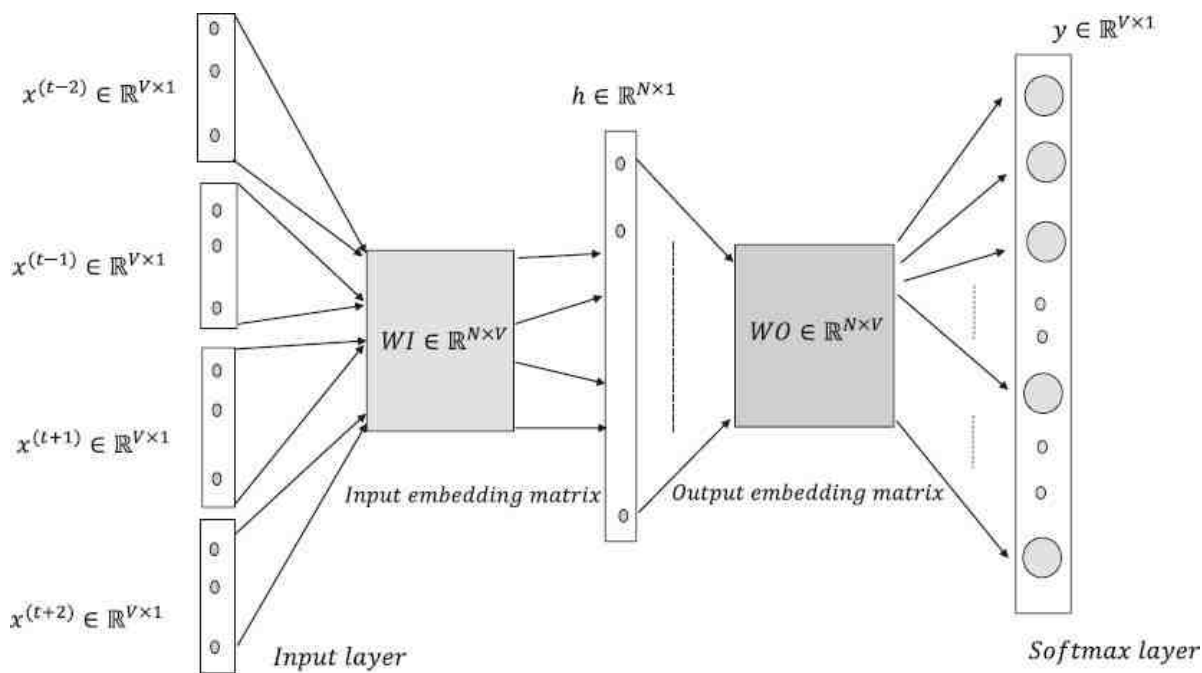 x^(t−2) ∈ ℝ^V×1
x^(t−1) ∈ ℝ^V×1
x^(t+1) ∈ ℝ^V×1
x^(t+2) ∈ ℝ^V×1
Input layer
WI ∈ ℝ^N×V
Input embedding matrix
h ∈ ℝ^N×1
WO ∈ ℝ^N×V
Output embedding matrix
y ∈ ℝ^V×1
Softmax layer